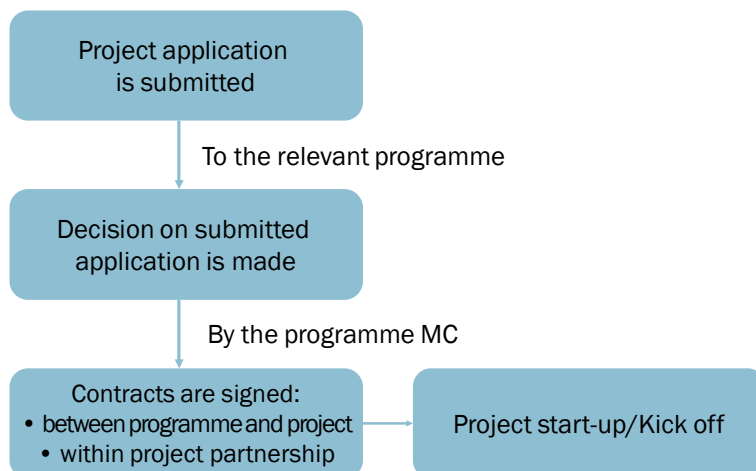 Project application
is submitted
To the relevant programme
Decision on submitted
application is made
By the programme MC
Contracts are signed:
• between programme and project
• within project partnership
Project start-up/Kick off